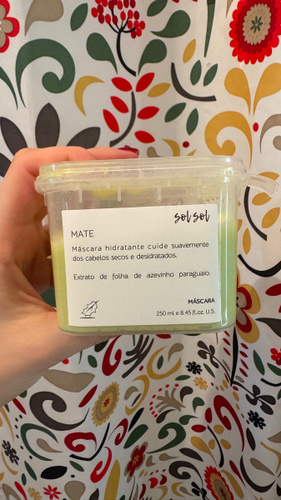 sol sol
MATE
Máscara hidratante cuide suavemente
dos cabelos secos e desidratados.
Extrato de folha de azevinho paraguaio.
MÁSCARA
250 ml e 8.45 fl.oz. U.S.